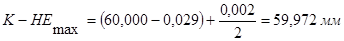 K − HE_max = (60,000 − 0,029) + 0,002/2 = 59,972 мм